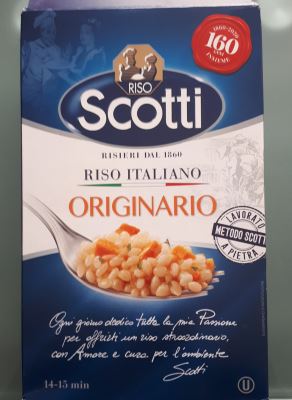 1860-2020
160
ANNI
INSIEME
RISO
Scotti
RISIERI DAL 1860
RISO ITALIANO
ORIGINARIO
LAVORATO
METODO SCOTTI
A PIETRA
Ogni giorno dedico tutta la mia Passione
per offrirti un riso straordinario,
con Amore e cura per l'ambiente
Scotti
14-15 min
U